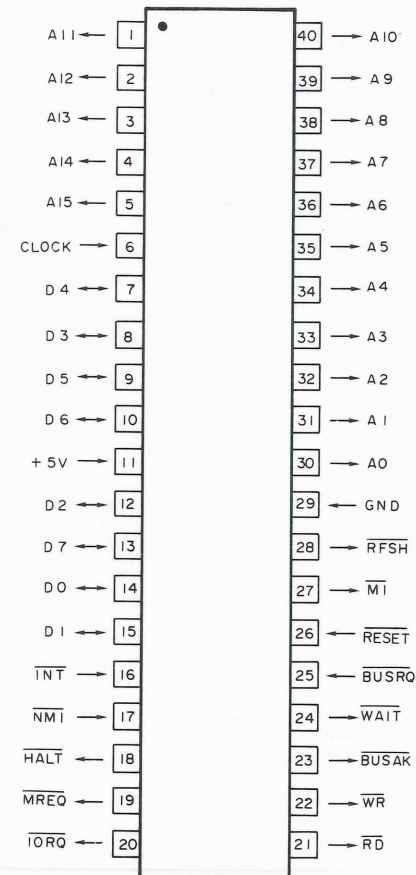 A11 1 40 A10
A12 2 39 A9
A13 3 38 A8
A14 4 37 A7
A15 5 36 A6
CLOCK 6 35 A5
D4 7 34 A4
D3 8 33 A3
D5 9 32 A2
D6 10 31 A1
+5V 11 30 A0
D2 12 29 GND
D7 13 28 RFSH
D0 14 27 M1
D1 15 26 RESET
INT 16 25 BUSRQ
NMI 17 24 WAIT
HALT 18 23 BUSAK
MREQ 19 22 WR
IORQ 20 21 RD